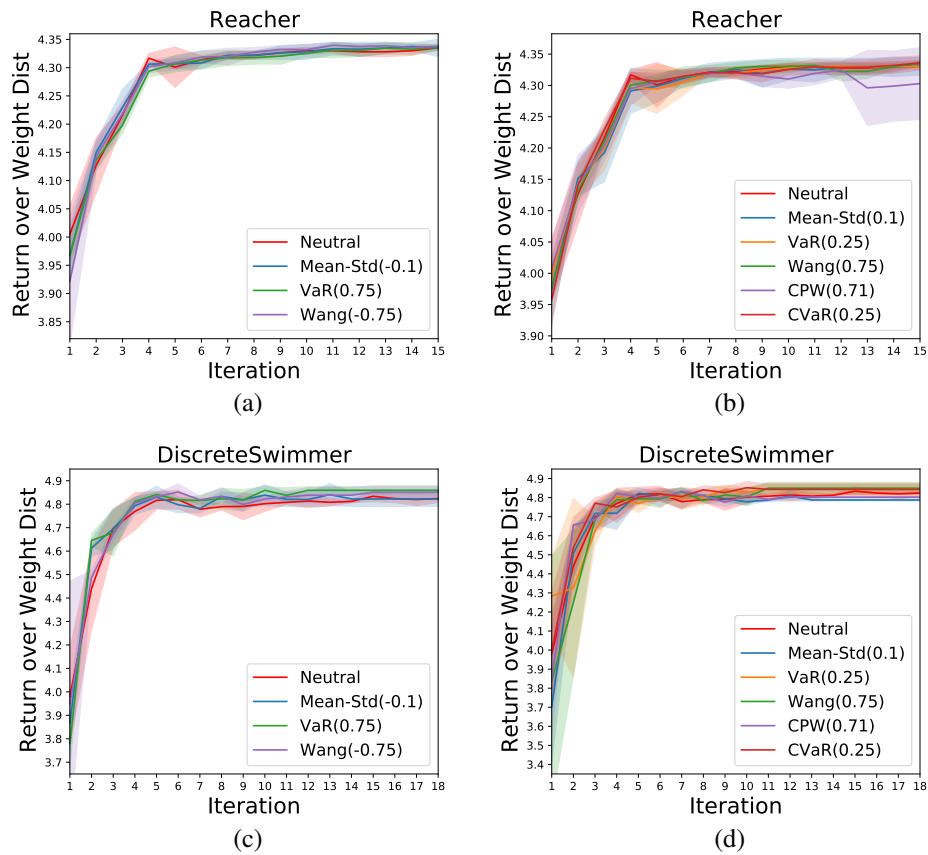 Reacher
Return over Weight Dist
4.35
4.30
4.25
4.20
4.15
4.10
4.05
4.00
3.95
3.90
3.85
1 2 3 4 5 6 7 8 9 10 11 12 13 14 15
Iteration
Neutral
Mean-Std(-0.1)
VaR(0.75)
Wang(-0.75)
(a)
Reacher
Return over Weight Dist
4.35
4.30
4.25
4.20
4.15
4.10
4.05
4.00
3.95
3.90
1 2 3 4 5 6 7 8 9 10 11 12 13 14 15
Iteration
Neutral
Mean-Std(0.1)
VaR(0.25)
Wang(0.75)
CPW(0.71)
CVaR(0.25)
(b)
DiscreteSwimmer
Return over Weight Dist
4.9
4.8
4.7
4.6
4.5
4.4
4.3
4.2
4.1
4.0
3.9
3.8
3.7
1 2 3 4 5 6 7 8 9 10 11 12 13 14 15 16 17 18
Iteration
Neutral
Mean-Std(-0.1)
VaR(0.75)
Wang(-0.75)
(c)
DiscreteSwimmer
Return over Weight Dist
4.9
4.8
4.7
4.6
4.5
4.4
4.3
4.2
4.1
4.0
3.9
3.8
3.7
3.6
3.5
3.4
1 2 3 4 5 6 7 8 9 10 11 12 13 14 15 16 17 18
Iteration
Neutral
Mean-Std(0.1)
VaR(0.25)
Wang(0.75)
CPW(0.71)
CVaR(0.25)
(d)